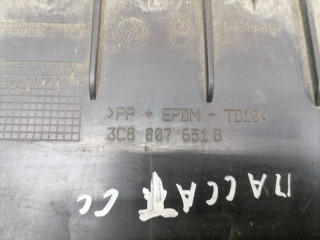 >PP + EPDM - TD10<
3C8 807 651 B
ПАССАТ СС